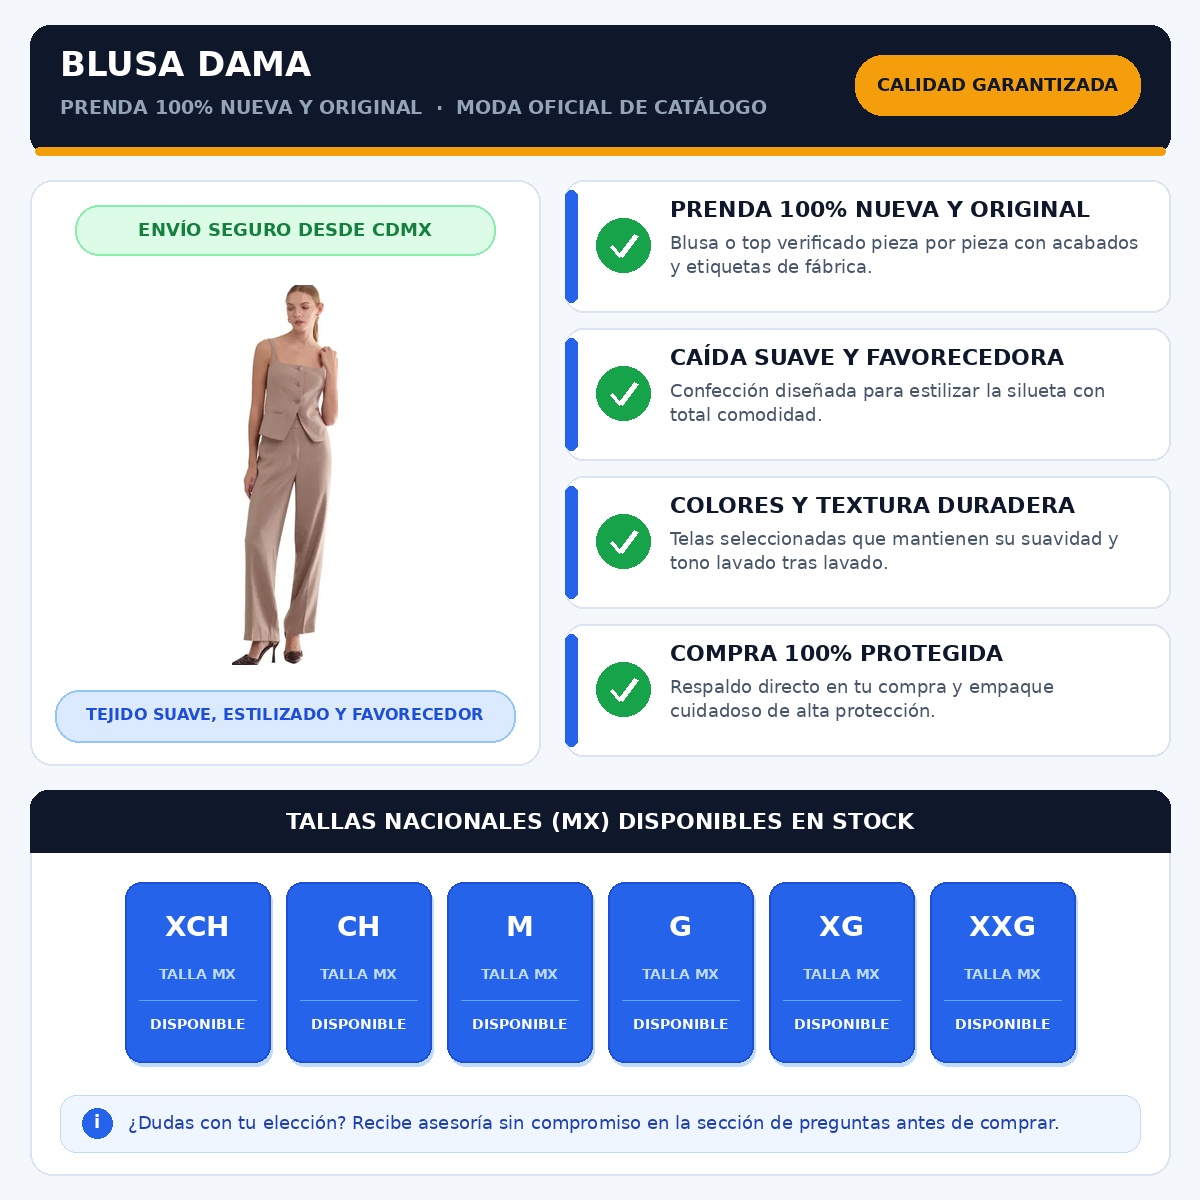 BLUSA DAMA
PRENDA 100% NUEVA Y ORIGINAL · MODA OFICIAL DE CATÁLOGO
CALIDAD GARANTIZADA
ENVÍO SEGURO DESDE CDMX
TEJIDO SUAVE, ESTILIZADO Y FAVORECEDOR
PRENDA 100% NUEVA Y ORIGINAL
Blusa o top verificado pieza por pieza con acabados
y etiquetas de fábrica.
CAÍDA SUAVE Y FAVORECEDORA
Confección diseñada para estilizar la silueta con
total comodidad.
COLORES Y TEXTURA DURADERA
Telas seleccionadas que mantienen su suavidad y
tono lavado tras lavado.
COMPRA 100% PROTEGIDA
Respaldo directo en tu compra y empaque
cuidadoso de alta protección.
TALLAS NACIONALES (MX) DISPONIBLES EN STOCK
XCH
TALLA MX
DISPONIBLE
CH
TALLA MX
DISPONIBLE
M
TALLA MX
DISPONIBLE
G
TALLA MX
DISPONIBLE
XG
TALLA MX
DISPONIBLE
XXG
TALLA MX
DISPONIBLE
i ¿Dudas con tu elección? Recibe asesoría sin compromiso en la sección de preguntas antes de comprar.